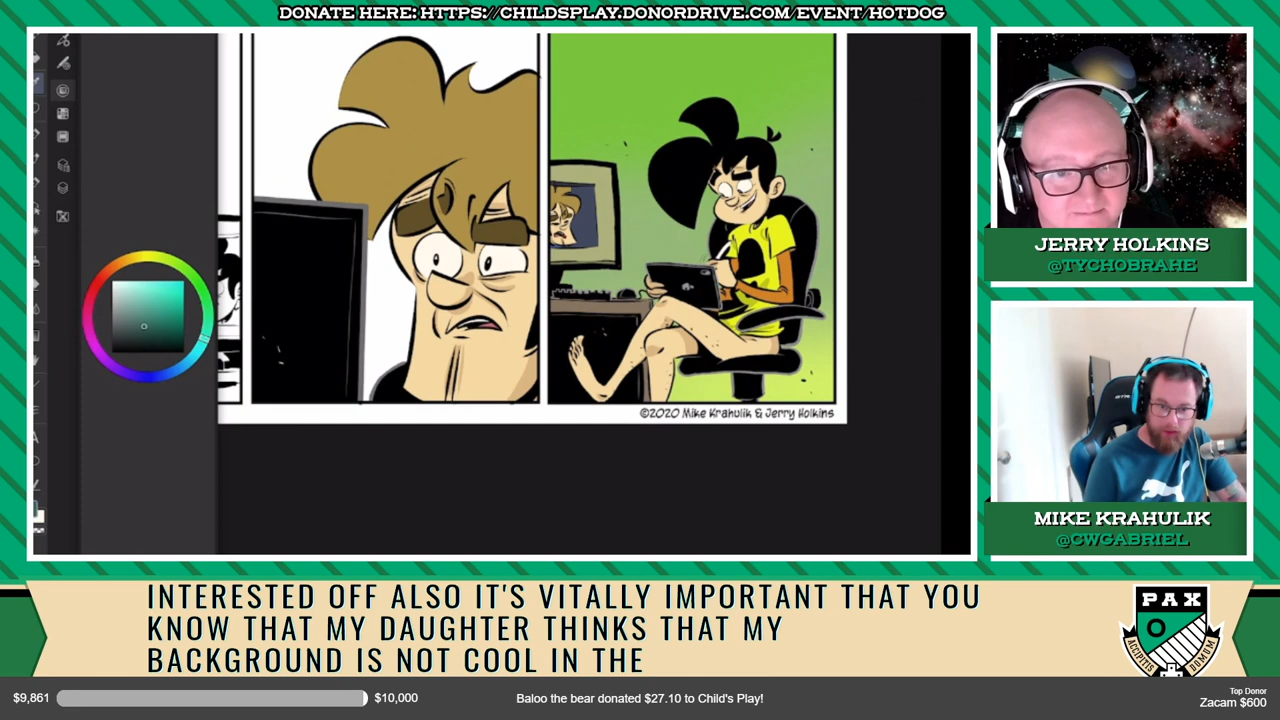 DONATE HERE: HTTPS://CHILDSPLAY.DONORDRIVE.COM/EVENT/HOTDOG
©2020 Mike Krahulik & Jerry Holkins
JERRY HOLKINS
@TYCHOBRAHE
MIKE KRAHULIK
@CWGABRIEL
INTERESTED OFF ALSO IT'S VITALLY IMPORTANT THAT YOU
KNOW THAT MY DAUGHTER THINKS THAT MY
BACKGROUND IS NOT COOL IN THE
PAX
ACCIPITIS DOMUM
$9,861
$10,000
Baloo the bear donated $27.10 to Child's Play!
Top Donor
Zacam $600